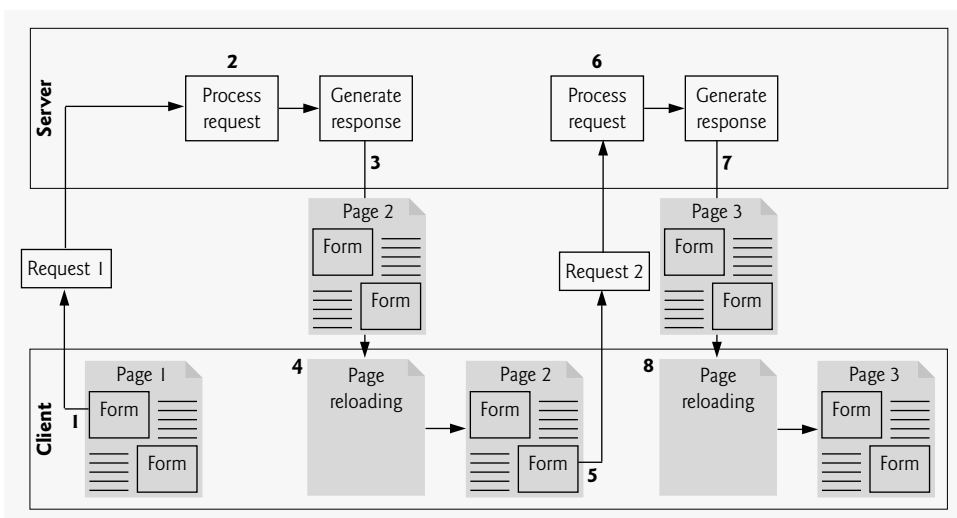 Server
2
Process
request
Generate
response
3
6
Process
request
Generate
response
7
Request 1
Page 2
Form
Form
Request 2
Page 3
Form
Form
Client
1
Page 1
Form
Form
4
Page
reloading
Page 2
Form
Form
5
8
Page
reloading
Page 3
Form
Form